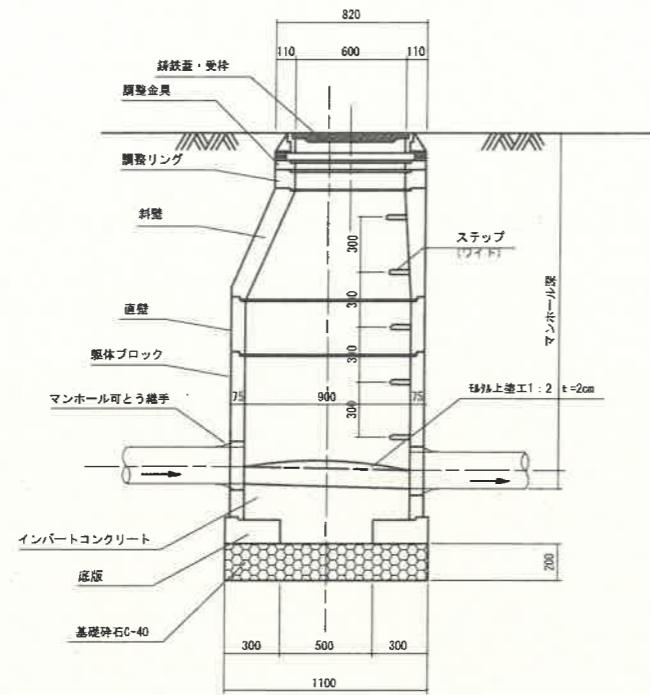 820
110 600 110
鋳鉄蓋・受枠
調整金具
調整リング
斜壁
ステップ
(ワイド)
300
300
300
300
マンホール深
直壁
躯体ブロック
75 900 75
モルタル上塗工1:2 t=2cm
マンホール可とう継手
インバートコンクリート
底版
200
基礎砕石C-40
300 500 300
1100